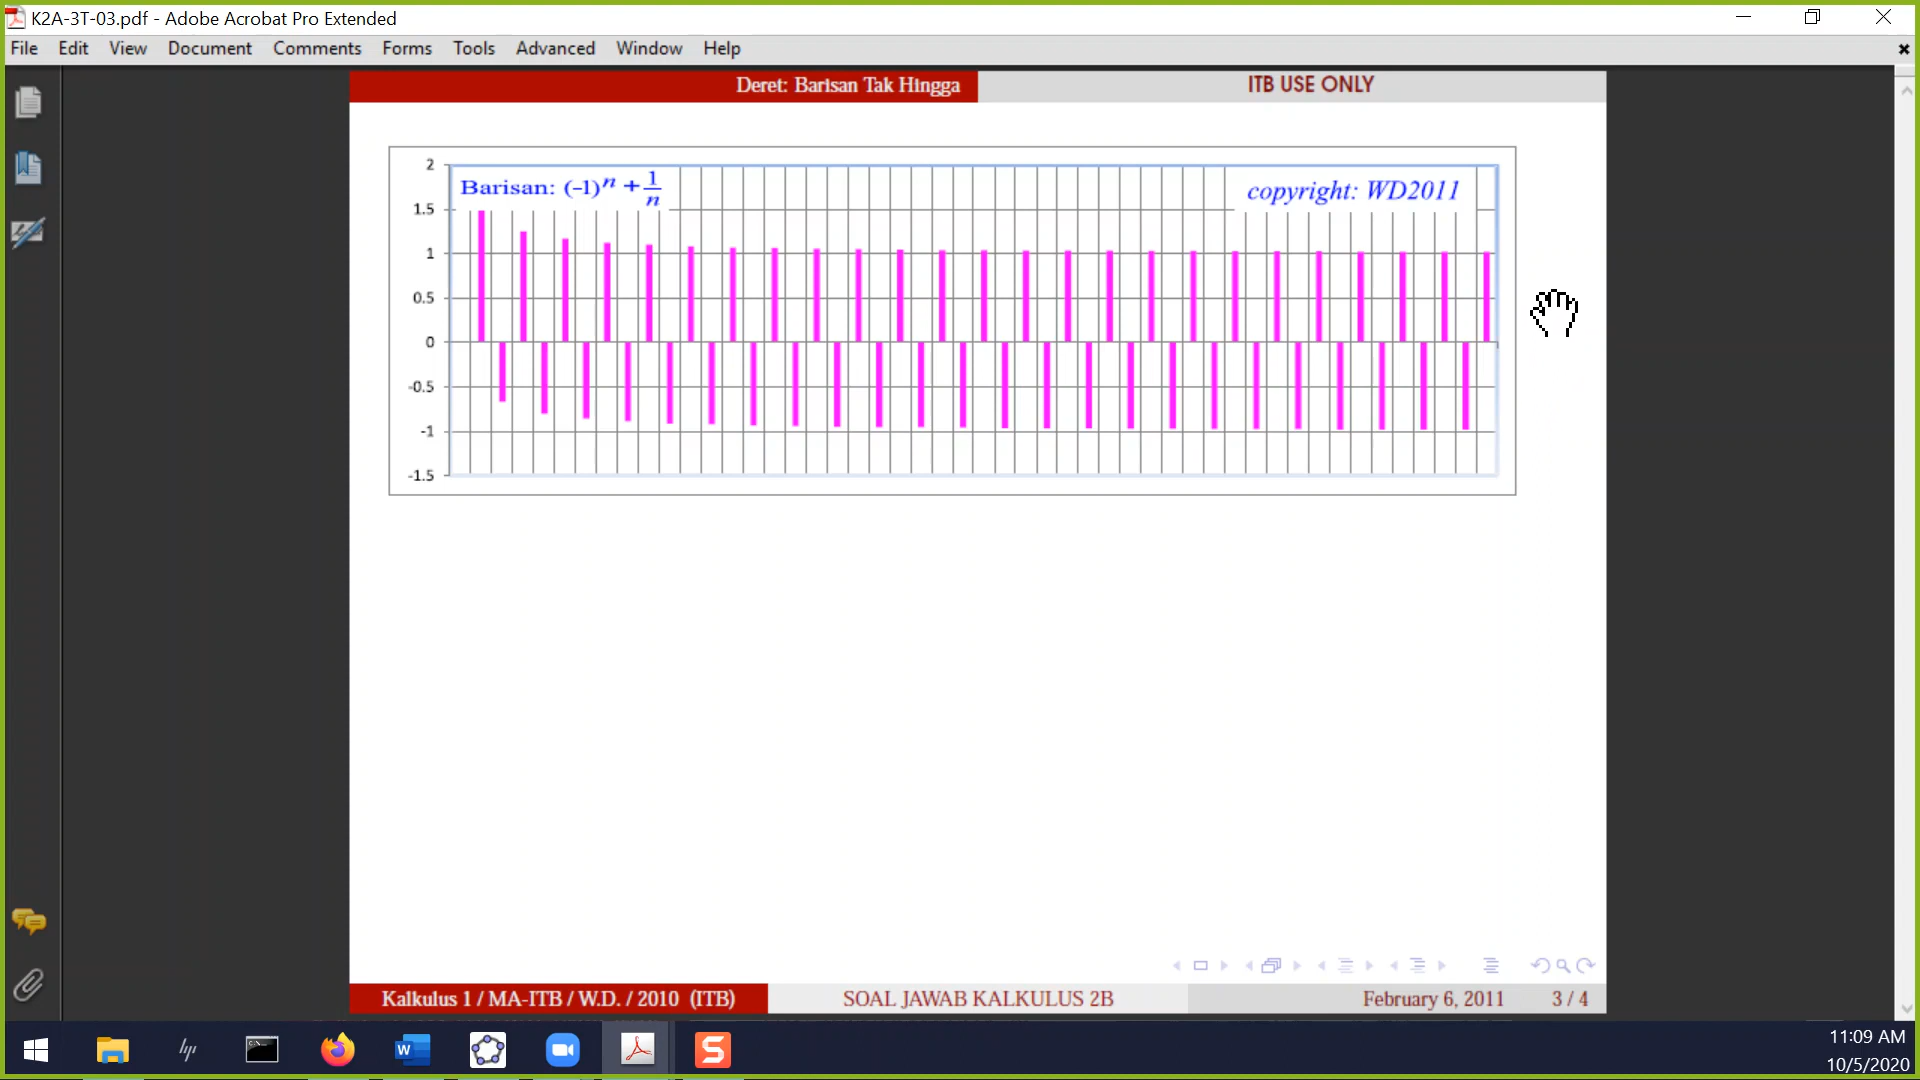 K2A-3T-03.pdf - Adobe Acrobat Pro Extended
File Edit View Document Comments Forms Tools Advanced Window Help
Deret: Barisan Tak Hingga
ITB USE ONLY
2
1.5
1
0.5
0
-0.5
-1
-1.5
Barisan: (-1)^n + 1/n
copyright: WD2011
Kalkulus 1 / MA-ITB / W.D. / 2010 (ITB)
SOAL JAWAB KALKULUS 2B
February 6, 2011
3 / 4
11:09 AM
10/5/2020